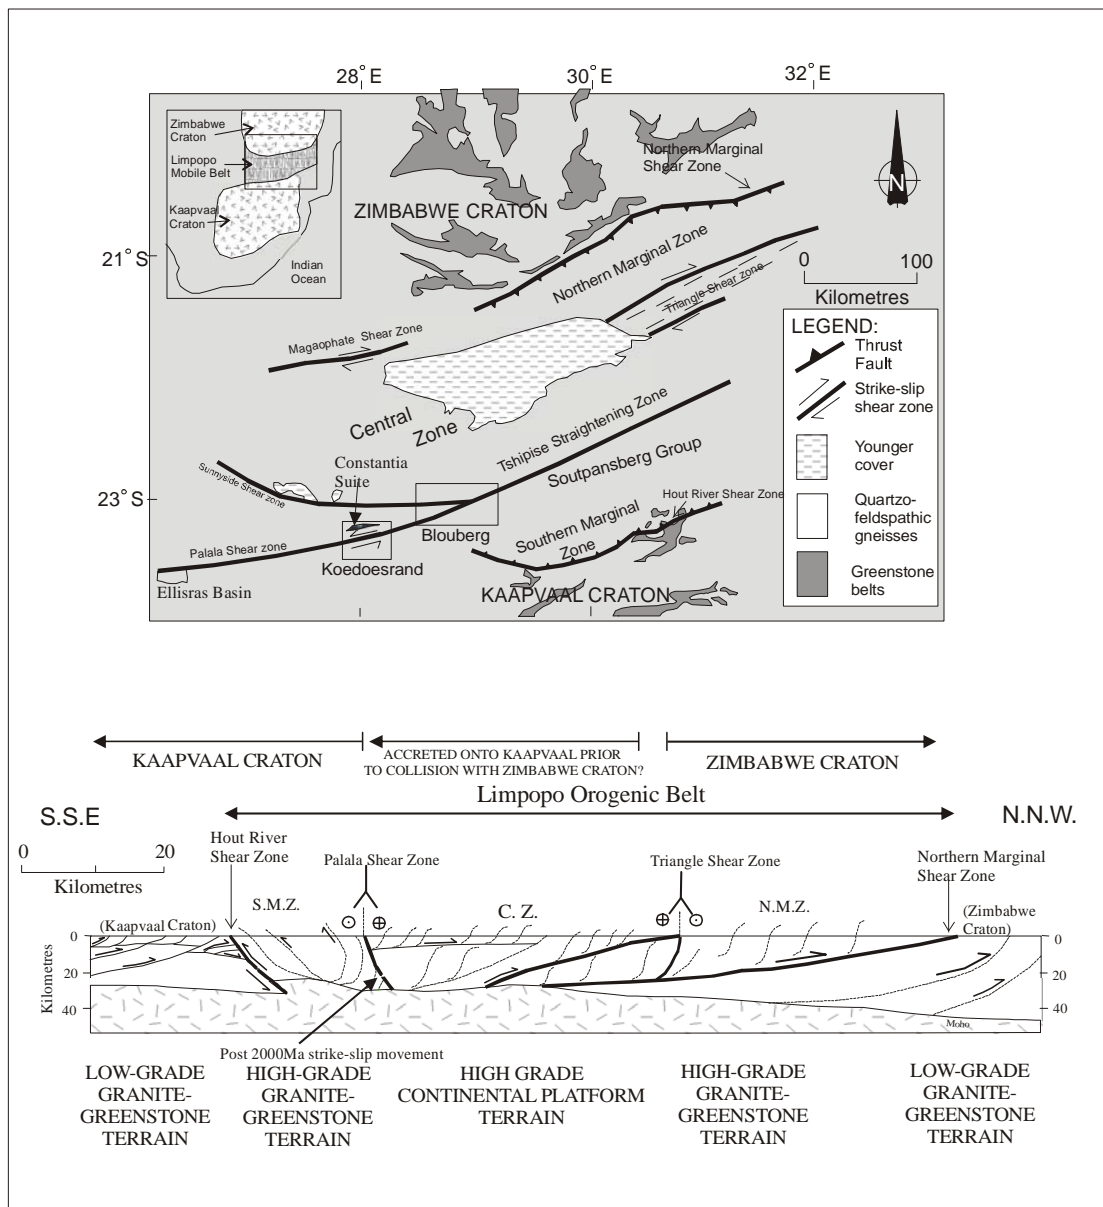 28°E
30°E
32°E
Zimbabwe
Craton
Limpopo
Mobile Belt
Kaapvaal
Craton
Indian
Ocean
Northern Marginal
Shear Zone
N
ZIMBABWE CRATON
21°S
Northern Marginal Zone
0
100
Kilometres
Triangle Shear zone
Magaophate Shear Zone
LEGEND:
Thrust
Fault
Strike-slip
shear zone
Younger
cover
Quartzo-
feldspathic
gneisses
Greenstone
belts
Central
Zone
Tshipise Straightening Zone
Soutpansberg Group
Constantia
Suite
Sunnyside Shear zone
23°S
Hout River Shear Zone
Blouberg
Southern Marginal
Zone
Palala Shear zone
Koedoesrand
Ellisras Basin
KAAPVAAL CRATON
KAAPVAAL CRATON
ACCRETED ONTO KAAPVAAL PRIOR
TO COLLISION WITH ZIMBABWE CRATON?
ZIMBABWE CRATON
Limpopo Orogenic Belt
S.S.E
N.N.W.
0
20
Kilometres
Hout River
Shear Zone
Palala Shear Zone
Triangle Shear Zone
Northern Marginal
Shear Zone
(Kaapvaal Craton)
S.M.Z.
C. Z.
N.M.Z.
(Zimbabwe
Craton)
Kilometres
0
20
40
0
20
40
Moho
Post 2000Ma strike-slip movement
LOW-GRADE
GRANITE-
GREENSTONE
TERRAIN
HIGH-GRADE
GRANITE-
GREENSTONE
TERRAIN
HIGH GRADE
CONTINENTAL PLATFORM
TERRAIN
HIGH-GRADE
GRANITE-
GREENSTONE
TERRAIN
LOW-GRADE
GRANITE-
GREENSTONE
TERRAIN